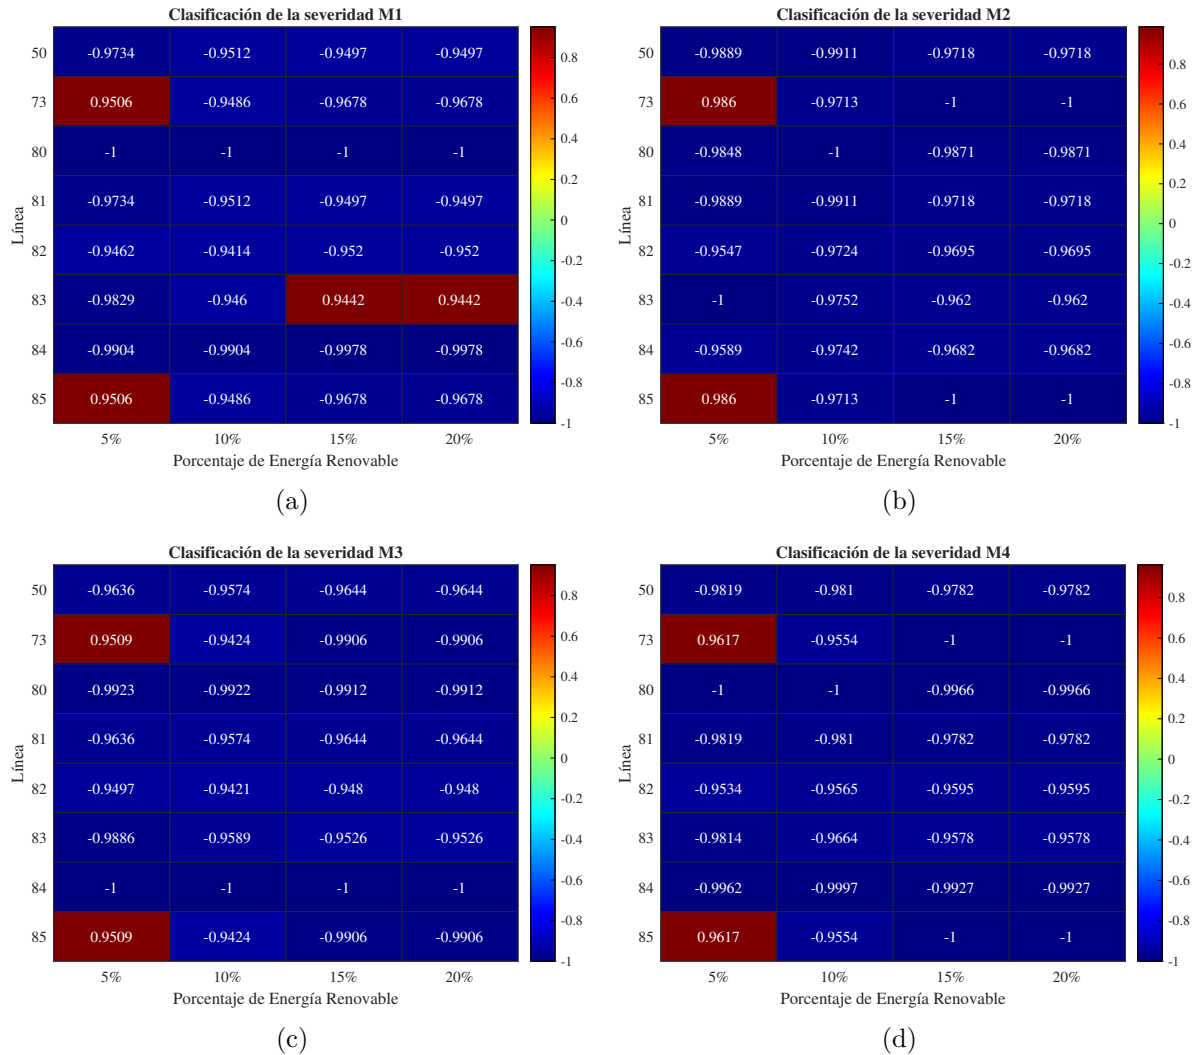 Clasificación de la severidad M1
50 -0.9734 -0.9512 -0.9497 -0.9497
73 0.9506 -0.9486 -0.9678 -0.9678
80 -1 -1 -1 -1
81 -0.9734 -0.9512 -0.9497 -0.9497
82 -0.9462 -0.9414 -0.952 -0.952
83 -0.9829 -0.946 0.9442 0.9442
84 -0.9904 -0.9904 -0.9978 -0.9978
85 0.9506 -0.9486 -0.9678 -0.9678
5% 10% 15% 20%
Línea
Porcentaje de Energía Renovable
0.8
0.6
0.4
0.2
0
-0.2
-0.4
-0.6
-0.8
-1
(a)
Clasificación de la severidad M2
50 -0.9889 -0.9911 -0.9718 -0.9718
73 0.986 -0.9713 -1 -1
80 -0.9848 -1 -0.9871 -0.9871
81 -0.9889 -0.9911 -0.9718 -0.9718
82 -0.9547 -0.9724 -0.9695 -0.9695
83 -1 -0.9752 -0.962 -0.962
84 -0.9589 -0.9742 -0.9682 -0.9682
85 0.986 -0.9713 -1 -1
5% 10% 15% 20%
Línea
Porcentaje de Energía Renovable
0.8
0.6
0.4
0.2
0
-0.2
-0.4
-0.6
-0.8
-1
(b)
Clasificación de la severidad M3
50 -0.9636 -0.9574 -0.9644 -0.9644
73 0.9509 -0.9424 -0.9906 -0.9906
80 -0.9923 -0.9922 -0.9912 -0.9912
81 -0.9636 -0.9574 -0.9644 -0.9644
82 -0.9497 -0.9421 -0.948 -0.948
83 -0.9886 -0.9589 -0.9526 -0.9526
84 -1 -1 -1 -1
85 0.9509 -0.9424 -0.9906 -0.9906
5% 10% 15% 20%
Línea
Porcentaje de Energía Renovable
0.8
0.6
0.4
0.2
0
-0.2
-0.4
-0.6
-0.8
-1
(c)
Clasificación de la severidad M4
50 -0.9819 -0.981 -0.9782 -0.9782
73 0.9617 -0.9554 -1 -1
80 -1 -1 -0.9966 -0.9966
81 -0.9819 -0.981 -0.9782 -0.9782
82 -0.9534 -0.9565 -0.9595 -0.9595
83 -0.9814 -0.9664 -0.9578 -0.9578
84 -0.9962 -0.9997 -0.9927 -0.9927
85 0.9617 -0.9554 -1 -1
5% 10% 15% 20%
Línea
Porcentaje de Energía Renovable
0.8
0.6
0.4
0.2
0
-0.2
-0.4
-0.6
-0.8
-1
(d)